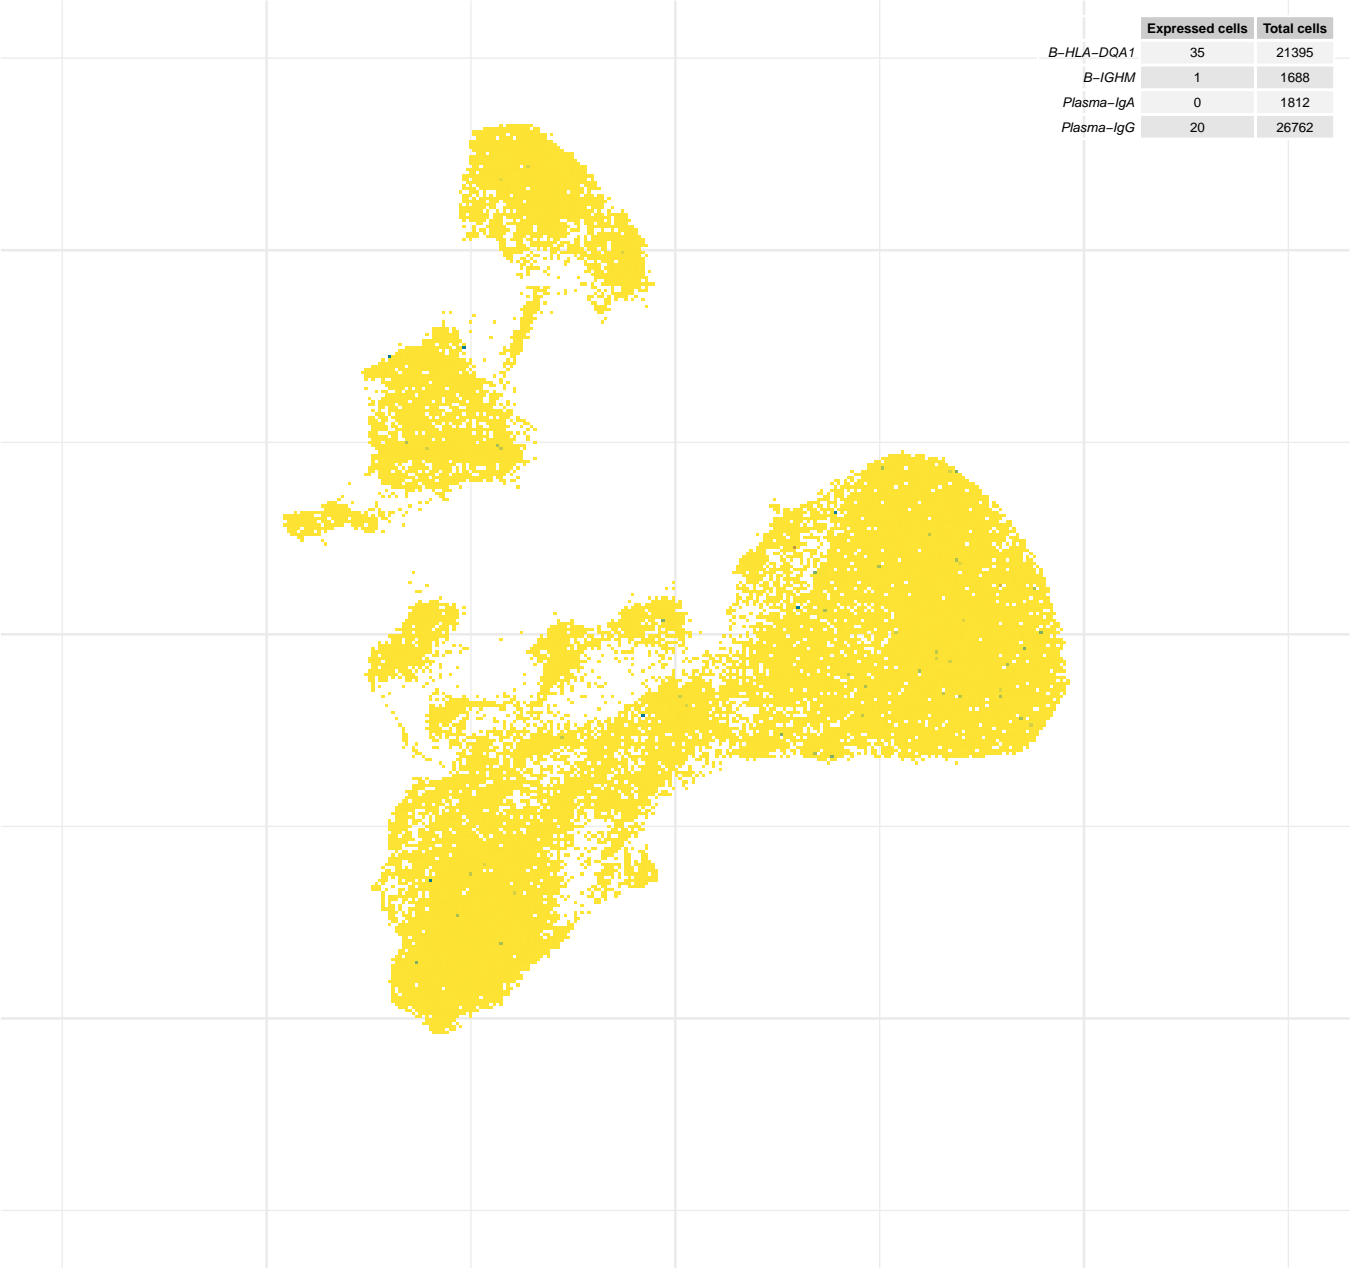 Expressed cells Total cells
B−HLA−DQA1 35 21395
B−IGHM 1 1688
Plasma−IgA 0 1812
Plasma−IgG 20 26762